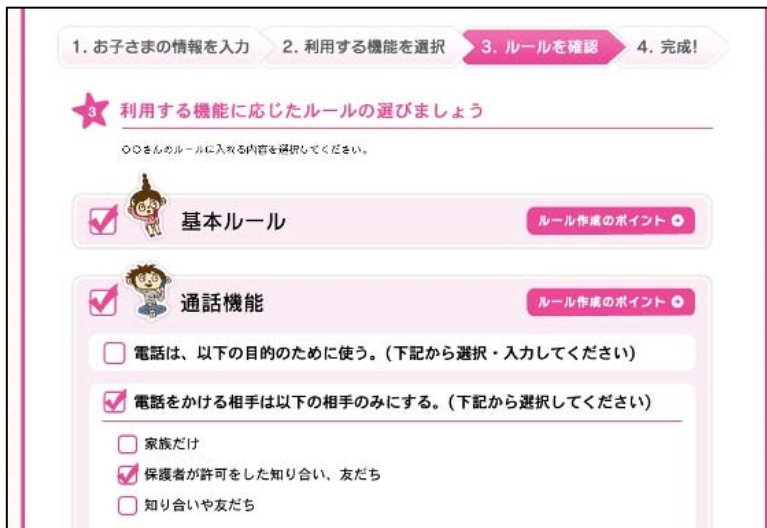 1. お子さまの情報を入力 2. 利用する機能を選択 3. ルールを確認 4. 完成!
3 利用する機能に応じたルールの選びましょう
〇〇さんのルールに入れる内容を選択してください。
基本ルール ルール作成のポイント
通話機能 ルール作成のポイント
電話は、以下の目的のために使う。(下記から選択・入力してください)
電話をかける相手は以下の相手のみにする。(下記から選択してください)
家族だけ
保護者が許可をした知り合い、友だち
知り合いや友だち